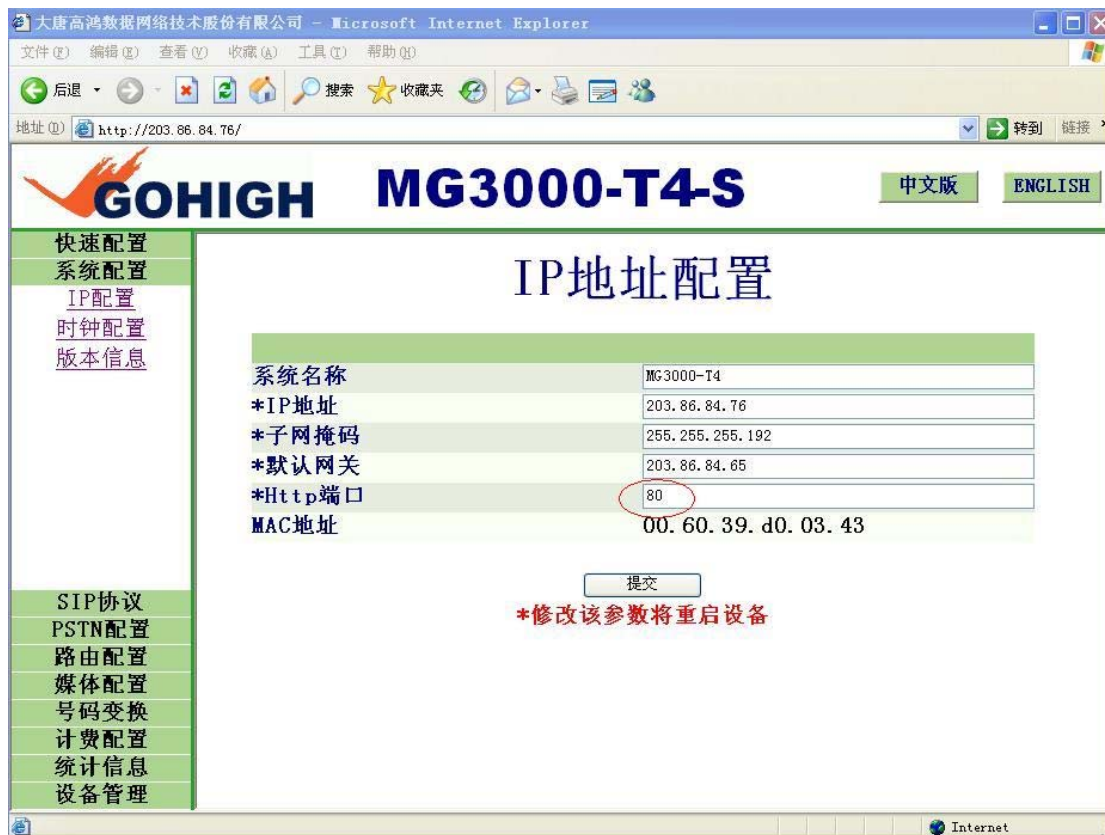 大唐高鸿数据网络技术股份有限公司 - Microsoft Internet Explorer
文件(F) 编辑(E) 查看(V) 收藏(A) 工具(T) 帮助(H)
后退 搜索 收藏夹
地址(D) http://203.86.84.76/ 转到 链接
GOHIGH MG3000-T4-S 中文版 ENGLISH
快速配置
系统配置
IP配置
时钟配置
版本信息
SIP协议
PSTN配置
路由配置
媒体配置
号码变换
计费配置
统计信息
设备管理
IP地址配置
系统名称 MG3000-T4
*IP地址 203.86.84.76
*子网掩码 255.255.255.192
*默认网关 203.86.84.65
*Http端口 80
MAC地址 00.60.39.d0.03.43
提交
*修改该参数将重启设备
Internet